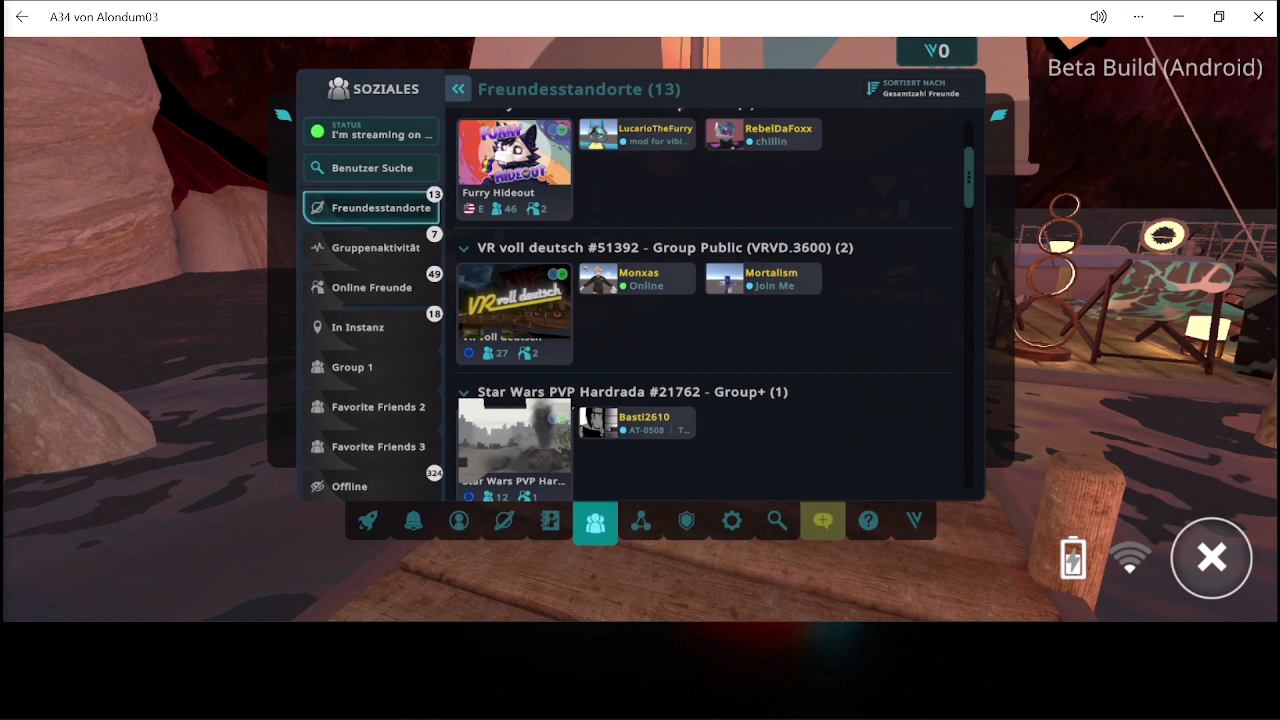 A34 von Alondum03
V0
Beta Build (Android)
SOZIALES
Freundesstandorte (13)
SORTIERT NACH
Gesamtzahl Freunde
STATUS
I'm streaming on ...
Benutzer Suche
13
Freundesstandorte
7
Gruppenaktivität
49
Online Freunde
18
In Instanz
Group 1
Favorite Friends 2
Favorite Friends 3
324
Offline
FURRY
HIDEOUT
Furry Hideout
E 46 2
LucarioTheFurry
mod for vibi...
RebelDaFoxx
chillin
VR voll deutsch #51392 - Group Public (VRVD.3600) (2)
VR voll deutsch
VR voll deutsch
27 2
Monxas
Online
Mortalism
Join Me
Star Wars PVP Hardrada #21762 - Group+ (1)
Star Wars PVP Har...
12 1
Basti2610
AT-0508 | T...